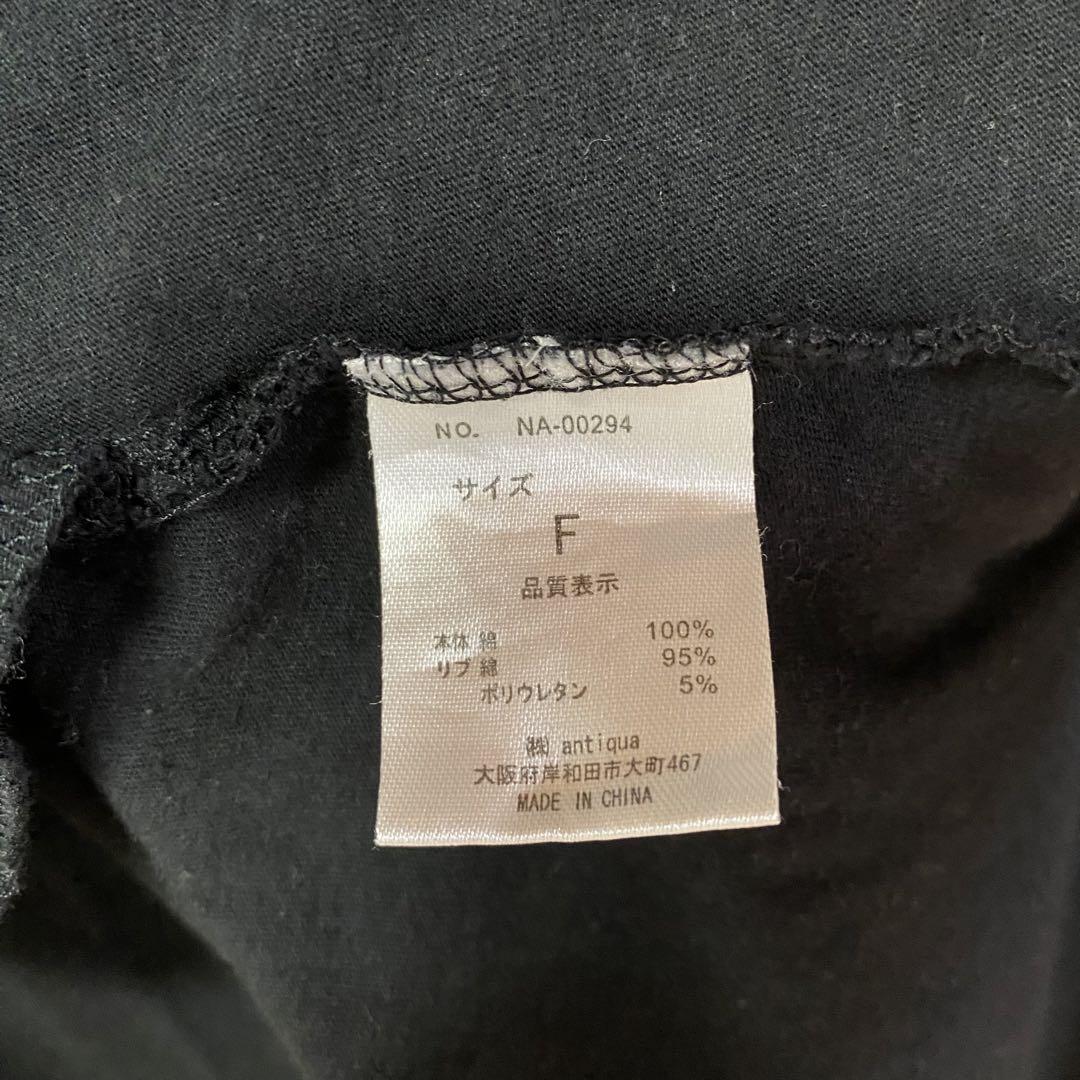 NO. NA-00294
サイズ
F
品質表示
本体 綿 100%
リブ 綿 95%
ポリウレタン 5%
㈱ antiqua
大阪府岸和田市大町467
MADE IN CHINA